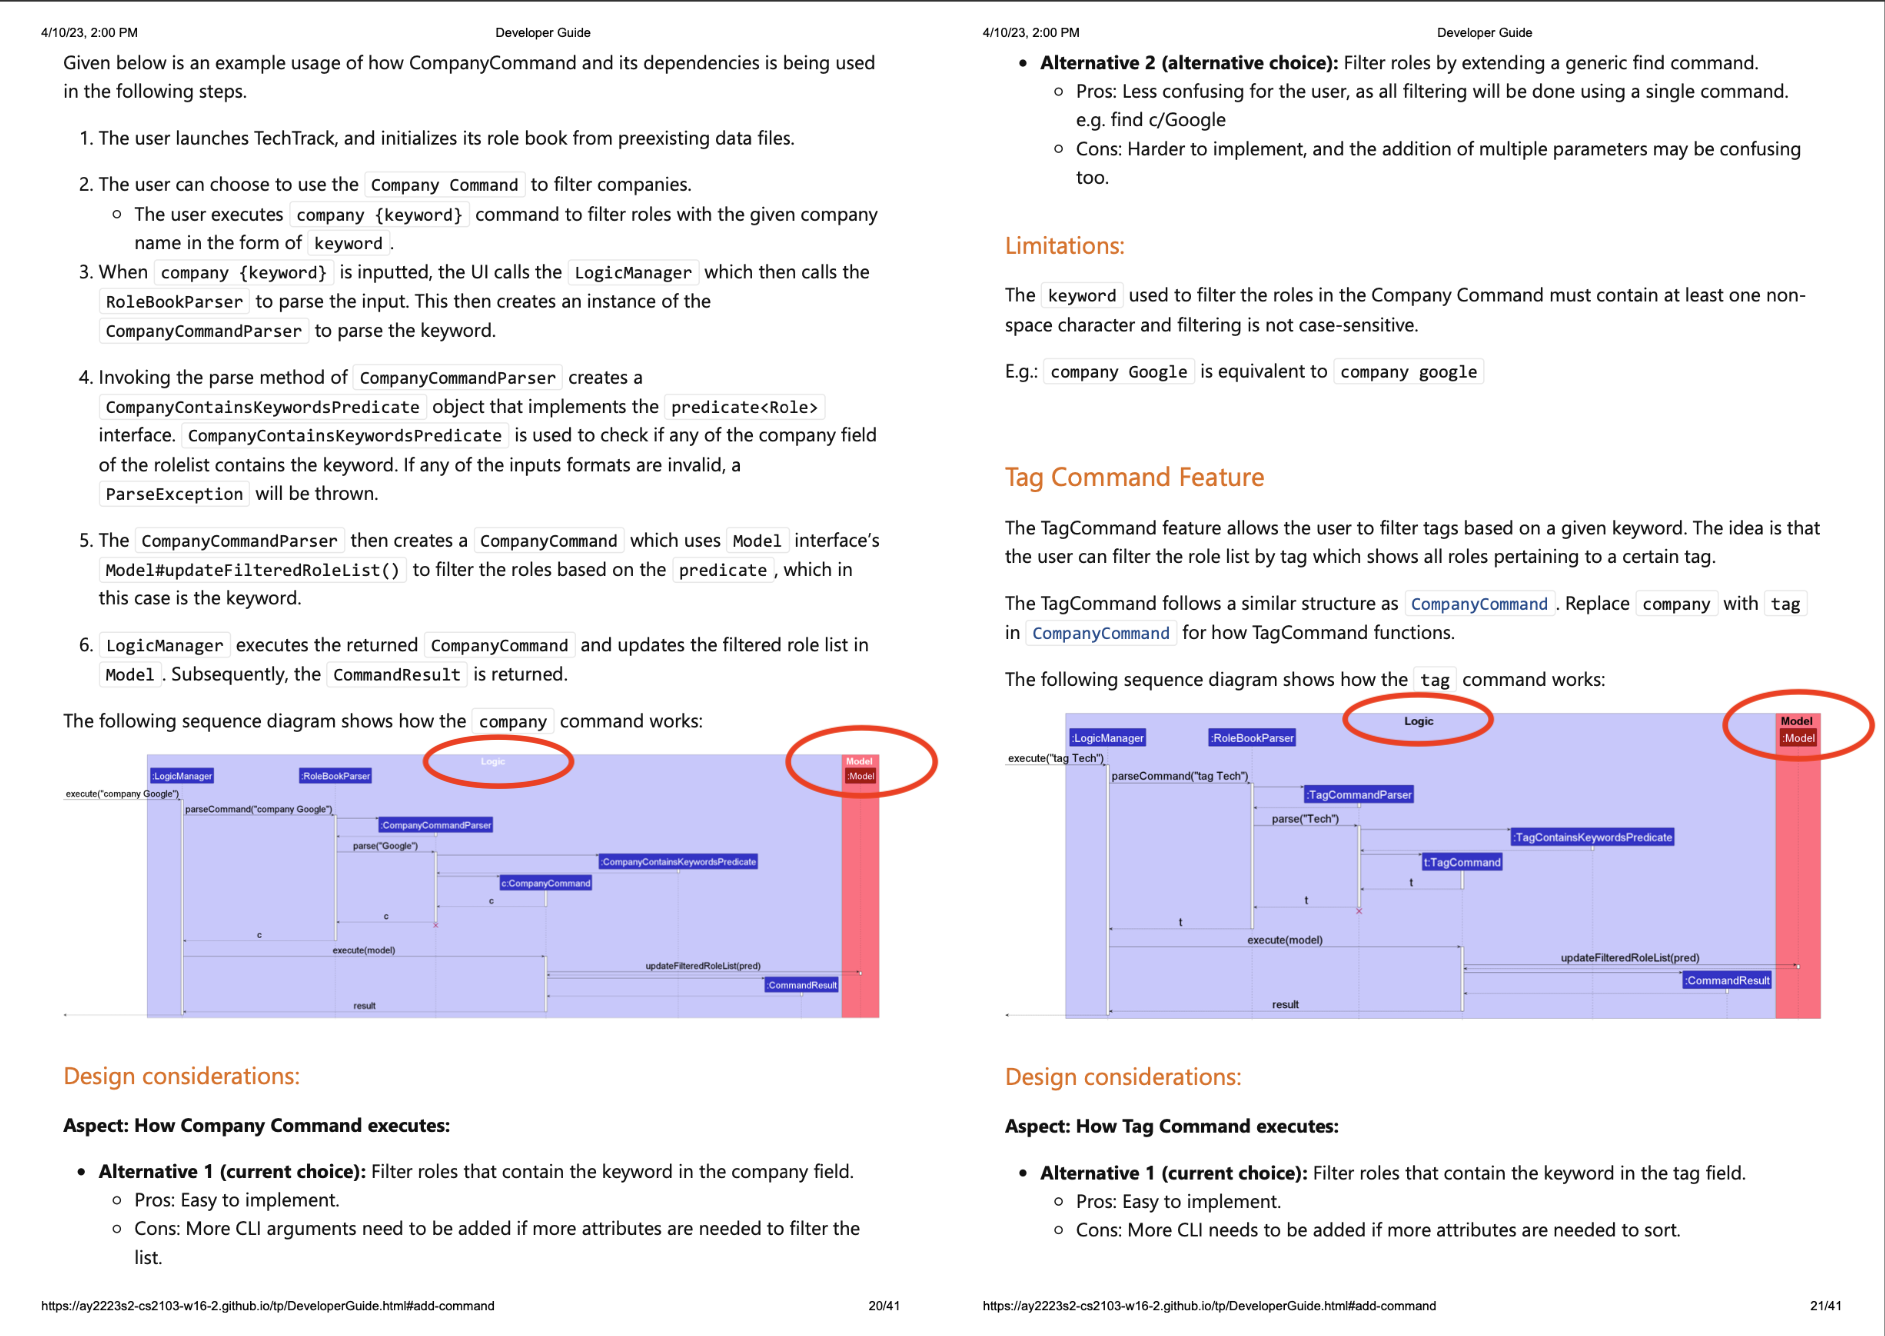 4/10/23, 2:00 PM
Developer Guide
Given below is an example usage of how CompanyCommand and its dependencies is being used
in the following steps.
1. The user launches TechTrack, and initializes its role book from preexisting data files.
2. The user can choose to use the Company Command to filter companies.
The user executes company {keyword} command to filter roles with the given company
name in the form of keyword .
3. When company {keyword} is inputted, the UI calls the LogicManager which then calls the
RoleBookParser to parse the input. This then creates an instance of the
CompanyCommandParser to parse the keyword.
4. Invoking the parse method of CompanyCommandParser creates a
CompanyContainsKeywordsPredicate object that implements the predicate<Role>
interface. CompanyContainsKeywordsPredicate is used to check if any of the company field
of the rolelist contains the keyword. If any of the inputs formats are invalid, a
ParseException will be thrown.
5. The CompanyCommandParser then creates a CompanyCommand which uses Model interface's
Model#updateFilteredRoleList() to filter the roles based on the predicate , which in
this case is the keyword.
6. LogicManager executes the returned CompanyCommand and updates the filtered role list in
Model . Subsequently, the CommandResult is returned.
The following sequence diagram shows how the company command works:
Logic
Model
:LogicManager
:RoleBookParser
:Model
execute("company Google")
parseCommand("company Google")
:CompanyCommandParser
parse("Google")
:CompanyContainsKeywordsPredicate
c:CompanyCommand
c
c
c
execute(model)
updateFilteredRoleList(pred)
:CommandResult
result
Design considerations:
Aspect: How Company Command executes:
Alternative 1 (current choice): Filter roles that contain the keyword in the company field.
Pros: Easy to implement.
Cons: More CLI arguments need to be added if more attributes are needed to filter the
list.
https://ay2223s2-cs2103-w16-2.github.io/tp/DeveloperGuide.html#add-command
20/41
4/10/23, 2:00 PM
Developer Guide
Alternative 2 (alternative choice): Filter roles by extending a generic find command.
Pros: Less confusing for the user, as all filtering will be done using a single command.
e.g. find c/Google
Cons: Harder to implement, and the addition of multiple parameters may be confusing
too.
Limitations:
The keyword used to filter the roles in the Company Command must contain at least one non-
space character and filtering is not case-sensitive.
E.g.: company Google is equivalent to company google
Tag Command Feature
The TagCommand feature allows the user to filter tags based on a given keyword. The idea is that
the user can filter the role list by tag which shows all roles pertaining to a certain tag.
The TagCommand follows a similar structure as CompanyCommand . Replace company with tag
in CompanyCommand for how TagCommand functions.
The following sequence diagram shows how the tag command works:
Logic
Model
:LogicManager
:RoleBookParser
:Model
execute("tag Tech")
parseCommand("tag Tech")
:TagCommandParser
parse("Tech")
:TagContainsKeywordsPredicate
t:TagCommand
t
t
t
execute(model)
updateFilteredRoleList(pred)
:CommandResult
result
Design considerations:
Aspect: How Tag Command executes:
Alternative 1 (current choice): Filter roles that contain the keyword in the tag field.
Pros: Easy to implement.
Cons: More CLI needs to be added if more attributes are needed to sort.
https://ay2223s2-cs2103-w16-2.github.io/tp/DeveloperGuide.html#add-command
21/41